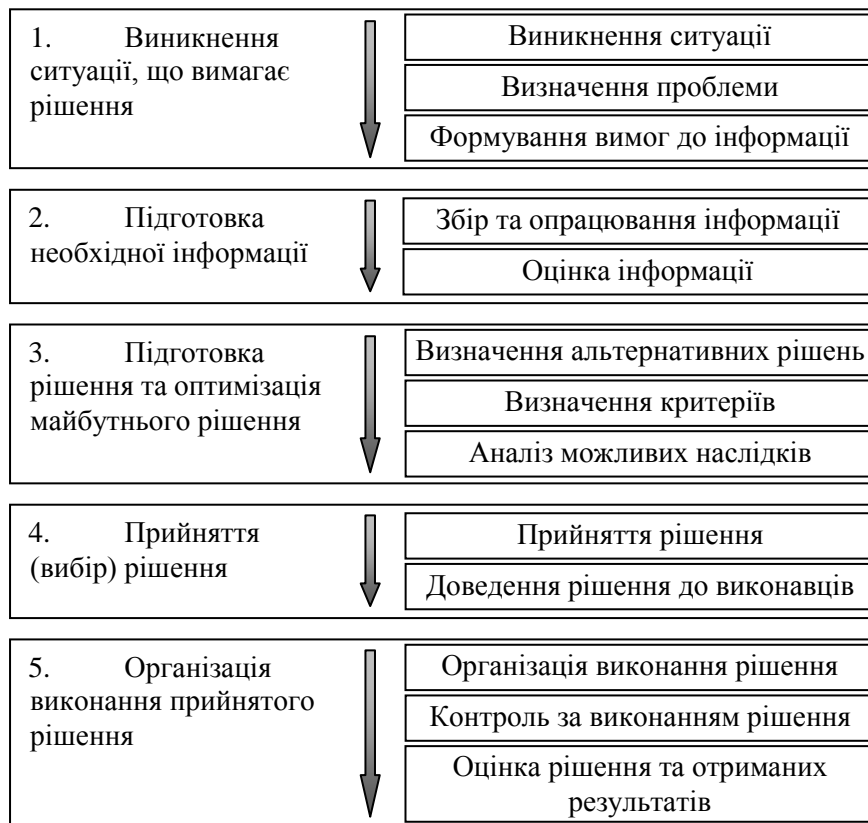 1. Виникнення
ситуації, що вимагає
рішення
Виникнення ситуації
Визначення проблеми
Формування вимог до інформації
2. Підготовка
необхідної інформації
Збір та опрацювання інформації
Оцінка інформації
3. Підготовка
рішення та оптимізація
майбутнього рішення
Визначення альтернативних рішень
Визначення критеріїв
Аналіз можливих наслідків
4. Прийняття
(вибір) рішення
Прийняття рішення
Доведення рішення до виконавців
5. Організація
виконання прийнятого
рішення
Організація виконання рішення
Контроль за виконанням рішення
Оцінка рішення та отриманих
результатів